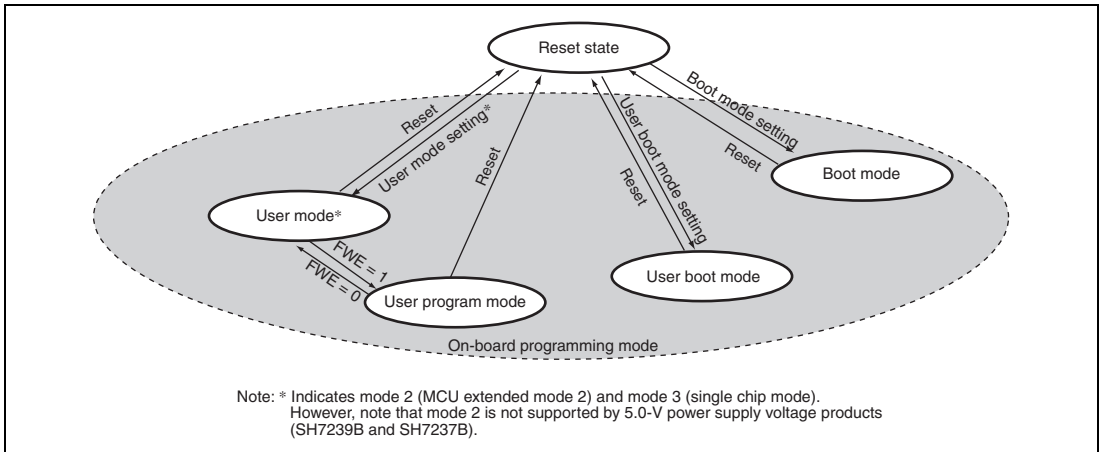 Reset state
Boot mode setting
Reset
Reset
User mode setting*
Reset
User boot mode setting
Reset
Boot mode
User mode*
FWE = 1
FWE = 0
User program mode
User boot mode
On-board programming mode
Note: * Indicates mode 2 (MCU extended mode 2) and mode 3 (single chip mode).
However, note that mode 2 is not supported by 5.0-V power supply voltage products
(SH7239B and SH7237B).